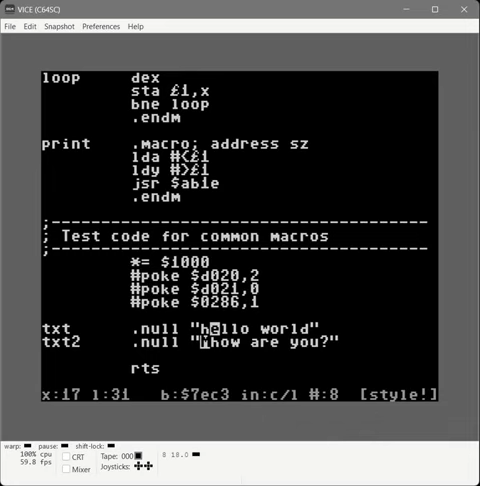 loop dex
sta £1,x
bne loop
.endm
print .macro; address sz
lda #<£1
ldy #>£1
jsr $ab1e
.endm
;---------------------------------------
; Test code for common macros
;---------------------------------------
*= $1000
#poke $d020,2
#poke $d021,0
#poke $0286,1
txt .null "hello world"
txt2 .null "Mhow are you?"
rts
x:17 l:31 b:$7ec3 in:c/l #:8 [style!]
VICE (C64SC)
File Edit Snapshot Preferences Help
warp: pause: shift-lock:
100% cpu
59.8 fps
CRT
Mixer
Tape: 000
Joysticks:
8 18.0